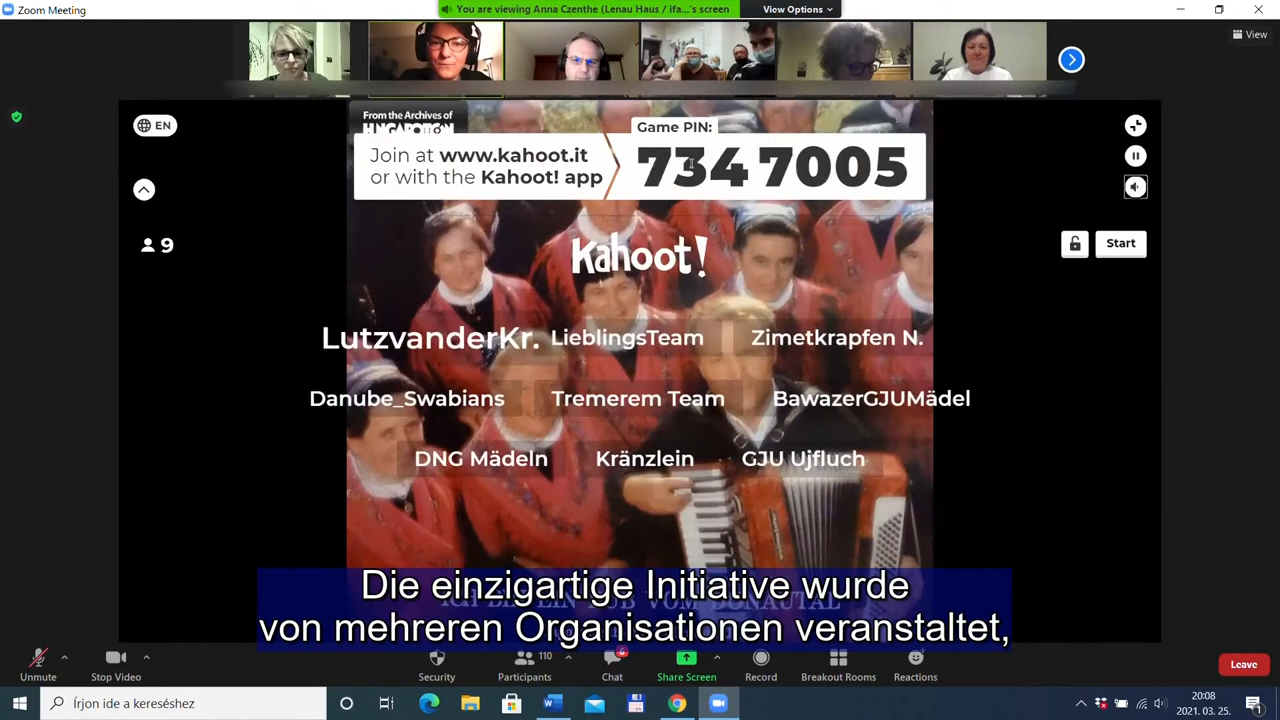 Zoom Meeting
You are viewing Anna Czenthe (Lenau Haus / ifa...'s screen
View Options
View
EN
From the Archives of
HUNGAROTON
Game PIN:
Join at www.kahoot.it
or with the Kahoot! app
734 7005
9
Kahoot!
Start
LutzvanderKr. LieblingsTeam Zimetkrapfen N.
Danube_Swabians Tremerem Team BawazerGJUMädel
DNG Mädeln Kränzlein GJU Ujfluch
Die einzigartige Initiative wurde
von mehreren Organisationen veranstaltet,
Unmute
Stop Video
Security
110
Participants
6
Chat
Share Screen
Record
Breakout Rooms
Reactions
Leave
Írjon ide a kereséshez
20:08
2021. 03. 25.
1